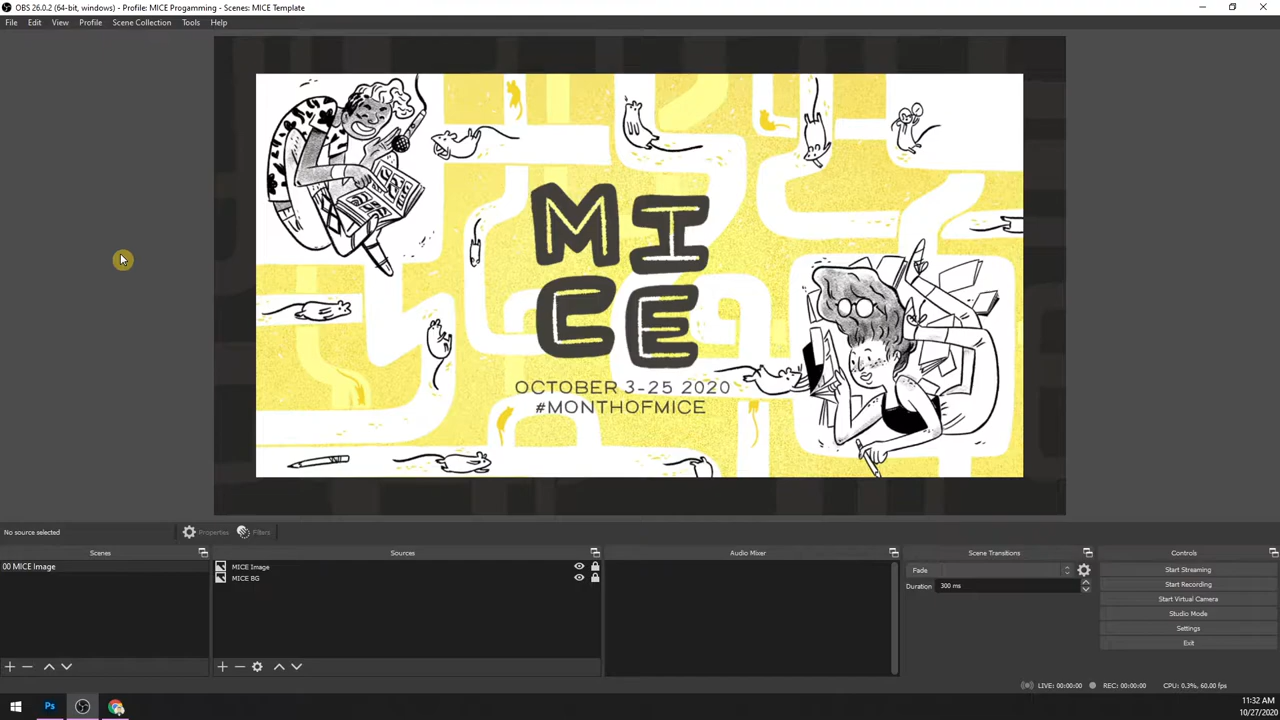 OBS 26.0.2 (64-bit, windows) - Profile: MICE Progamming - Scenes: MICE Template
File Edit View Profile Scene Collection Tools Help
MI
CE
OCTOBER 3-25 2020
#MONTHOFMICE
No source selected Properties Filters
Scenes Sources Audio Mixer Scene Transitions Controls
00 MICE Image
MICE Image
MICE BG
Fade
Duration 300 ms
Start Streaming
Start Recording
Start Virtual Camera
Studio Mode
Settings
Exit
LIVE: 00:00:00 REC: 00:00:00 CPU: 0.3%, 60.00 fps
Ps
11:32 AM
10/27/2020